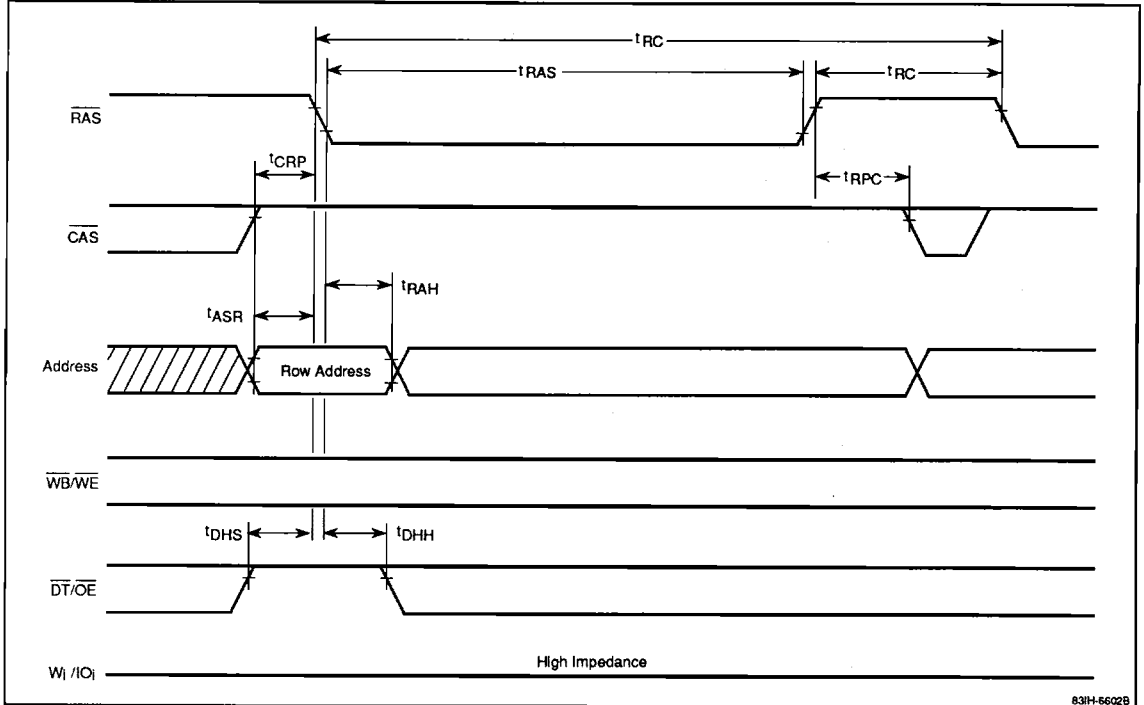 tRC
tRAS
tRC
RAS
tCRP
tRPC
CAS
tRAH
tASR
Address
Row Address
WB/WE
tDHS
tDHH
DT/OE
High Impedance
Wi /IOi
83IH-6602B